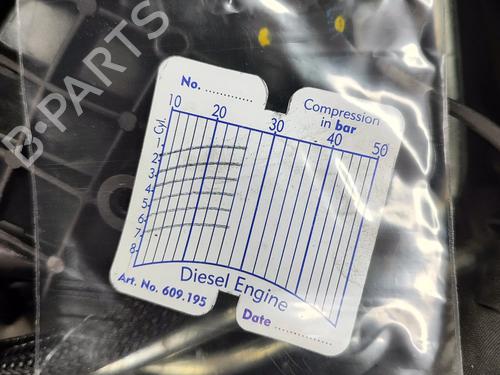 B·PARTS
No. ..............
Compression
in bar
10 20 30 40 50
Cyl.
1
2
3
4
5
6
7
8
Diesel Engine
Art. No. 609.195
Date ..............